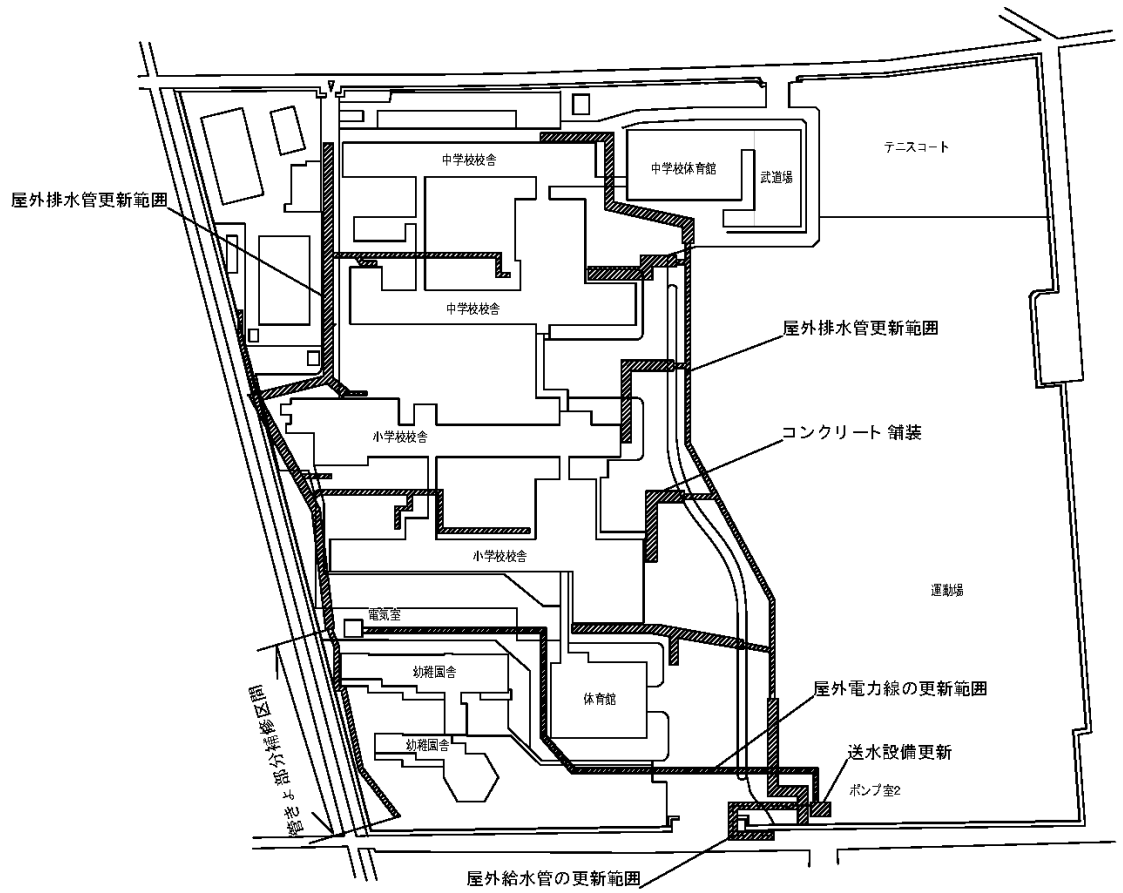 テニスコート
中学校校舎
中学校体育館
武道場
屋外排水管更新範囲
中学校校舎
屋外排水管更新範囲
コンクリート 舗装
小学校校舎
小学校校舎
運動場
電気室
幼稚園舎
体育館
屋外電力線の更新範囲
幼稚園舎
送水設備更新
ポンプ室2
管きょ部分補修区間
屋外給水管の更新範囲